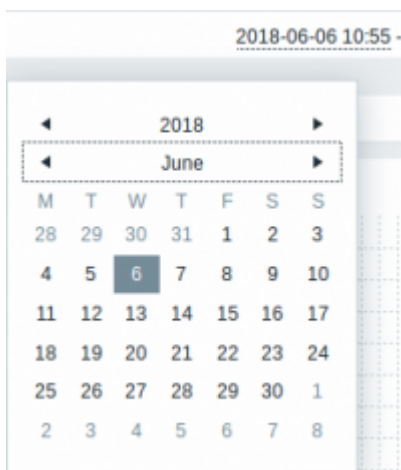 2018-06-06 10:55 -
2018
June
M T W T F S S
28 29 30 31 1 2 3
4 5 6 7 8 9 10
11 12 13 14 15 16 17
18 19 20 21 22 23 24
25 26 27 28 29 30 1
2 3 4 5 6 7 8